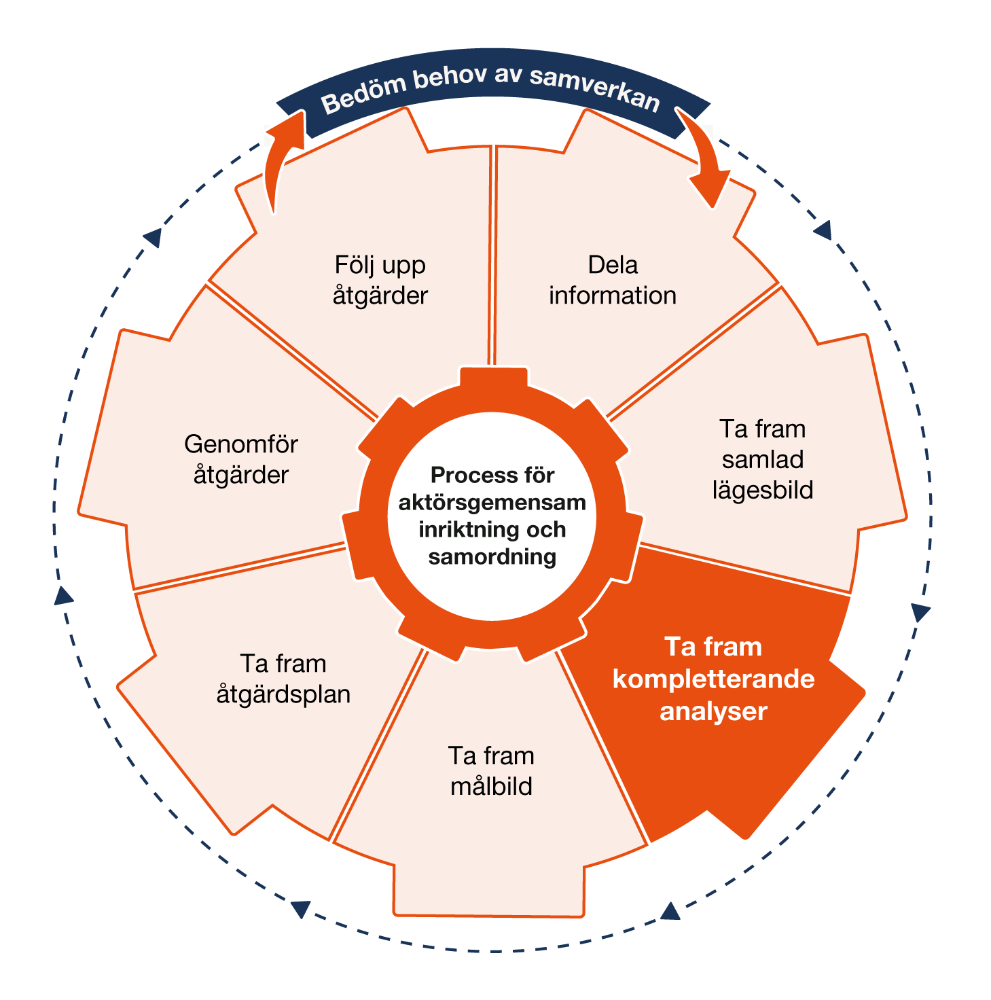 Bedöm behov av samverkan
Följ upp
åtgärder
Dela
information
Genomför
åtgärder
Ta fram
samlad
lägesbild
Process för
aktörsgemensam
inriktning och
samordning
Ta fram
åtgärdsplan
Ta fram
kompletterande
analyser
Ta fram
målbild